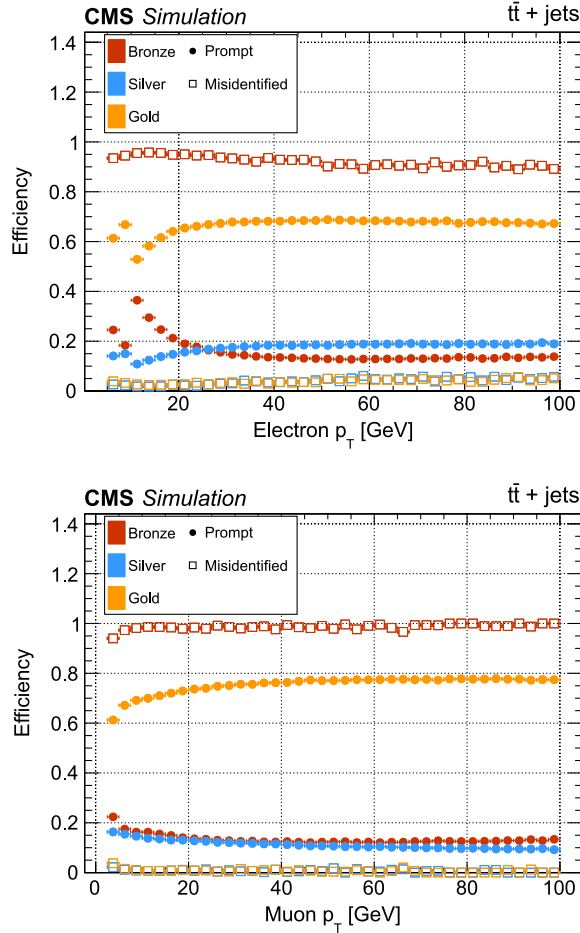 CMS Simulation tt̄ + jets
Bronze Prompt
Silver Misidentified
Gold
1.4
1.2
1
0.8
0.6
0.4
0.2
0
Efficiency
20 40 60 80 100
Electron p_T [GeV]
CMS Simulation tt̄ + jets
Bronze Prompt
Silver Misidentified
Gold
1.4
1.2
1
0.8
0.6
0.4
0.2
0
Efficiency
0 20 40 60 80 100
Muon p_T [GeV]